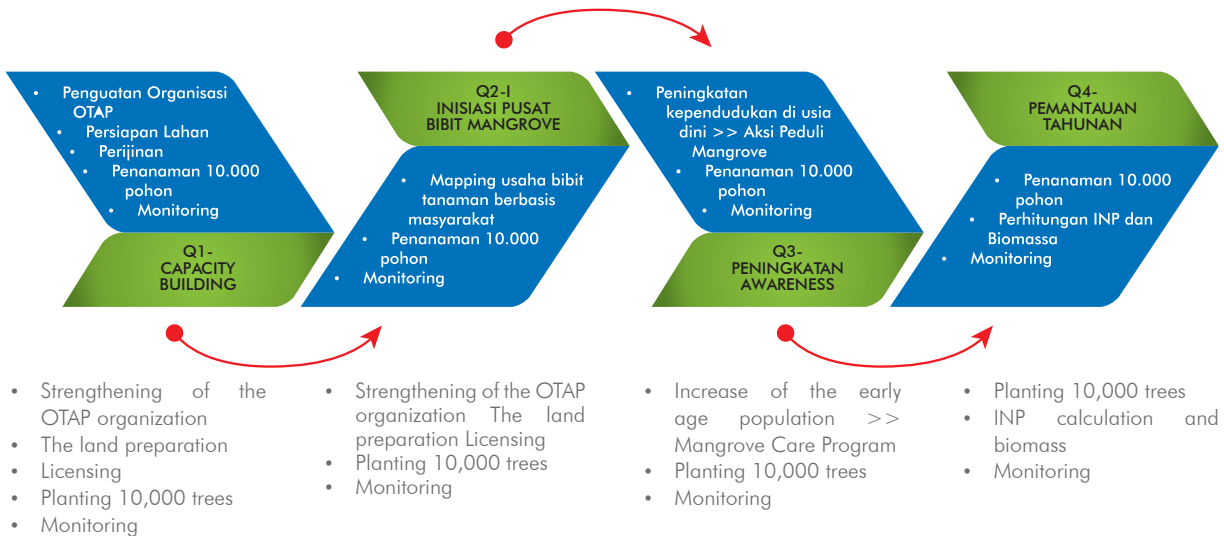 • Penguatan Organisasi
OTAP
• Persiapan Lahan
• Perijinan
• Penanaman 10.000
pohon
• Monitoring
Q1-
CAPACITY
BUILDING
Q2-I
INISIASI PUSAT
BIBIT MANGROVE
• Mapping usaha bibit
tanaman berbasis
masyarakat
• Penanaman 10.000
pohon
• Monitoring
• Peningkatan
kependudukan di usia
dini >> Aksi Peduli
Mangrove
• Penanaman 10.000
pohon
• Monitoring
Q3-
PENINGKATAN
AWARENESS
Q4-
PEMANTAUAN
TAHUNAN
• Penanaman 10.000
pohon
• Perhitungan INP dan
Biomassa
• Monitoring
• Strengthening of the
OTAP organization
• The land preparation
• Licensing
• Planting 10,000 trees
• Monitoring
• Strengthening of the OTAP
organization The land
preparation Licensing
• Planting 10,000 trees
• Monitoring
• Increase of the early
age population >>
Mangrove Care Program
• Planting 10,000 trees
• Monitoring
• Planting 10,000 trees
• INP calculation and
biomass
• Monitoring